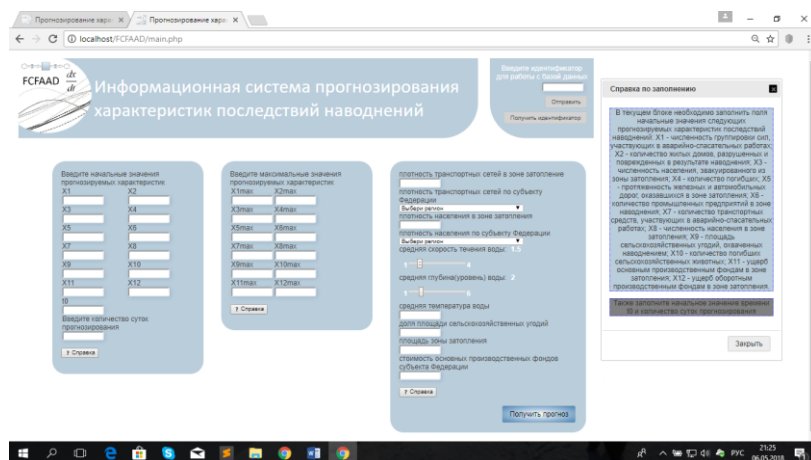 Прогнозирование хара
Прогнозирование хара
localhost/FCFAAD/main.php
FCFAAD dx
dt
Информационная система прогнозирования
характеристик последствий наводнений
Введите идентификатор
для работы с базой данных
Отправить
Получить идентификатор
Введите начальные значения
прогнозируемых характеристик
X1 X2
X3 X4
X5 X6
X7 X8
X9 X10
X11 X12
t0
Введите количество суток
прогнозирования
? Справка
Введите максимальные значения
прогнозируемых характеристик
X1max X2max
X3max X4max
X5max X6max
X7max X8max
X9max X10max
X11max X12max
? Справка
плотность транспортных сетей в зоне затопление
плотность транспортных сетей по субъекту
Федерации
Выбери регион
плотность населения в зоне затопления
плотность населения по субъекту Федерации
Выбери регион
средняя скорость течения воды: 1.5
1 4
средняя глубина(уровень) воды: 2
1 6
средняя температура воды
доля площади сельскохозяйственных угодий
площадь зоны затопления
стоимость основных производственных фондов
субъекта Федерации
? Справка
Получить прогноз
Справка по заполнению
В текущем блоке необходимо заполнить поля
начальные значения следующих
прогнозируемых характеристик последствий
наводнений: X1 - численность группировки сил,
участвующих в аварийно-спасательных работах;
X2 - количество жилых домов, разрушенных и
поврежденных в результате наводнения; X3 -
численность населения, эвакуированного из
зоны затопления; X4 - количество погибших; X5
- протяженность железных и автомобильных
дорог, оказавшихся в зоне затопления; X6 -
количество промышленных предприятий в зоне
наводнения; X7 - количество транспортных
средств, участвующих в аварийно-спасательных
работах; X8 - численность населения в зоне
затопления; X9 - площадь
сельскохозяйственных угодий, охваченных
наводнением; X10 - количество погибших
сельскохозяйственных животных; X11 - ущерб
основным производственным фондам в зоне
затопления; X12 - ущерб оборотным
производственным фондам в зоне затопления.
Также заполните начальное значение времени
t0 и количество суток прогнозирования
Закрыть
РУС
21:25
06.05.2018